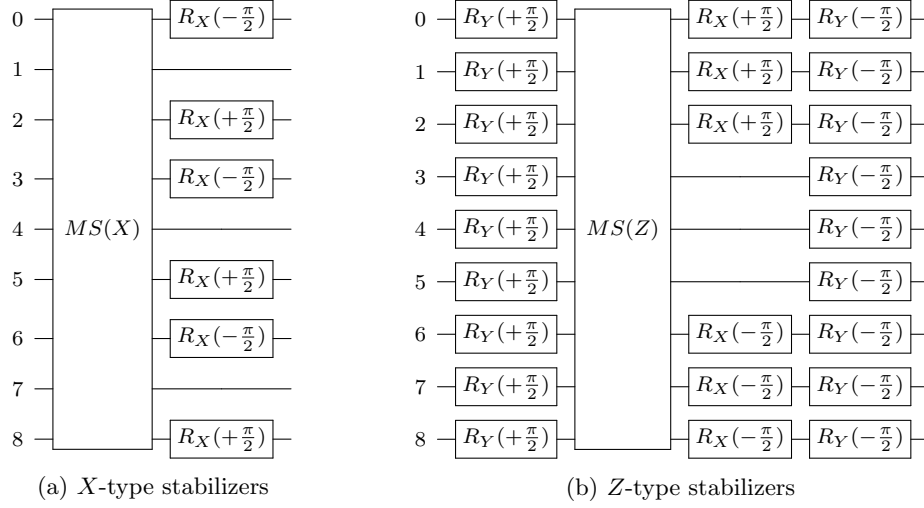 0 R_X(−π/2) 0 R_Y(+π/2) R_X(+π/2) R_Y(−π/2)
1 1 R_Y(+π/2) R_X(+π/2) R_Y(−π/2)
2 R_X(+π/2) 2 R_Y(+π/2) R_X(+π/2) R_Y(−π/2)
3 R_X(−π/2) 3 R_Y(+π/2) R_Y(−π/2)
4 MS(X) 4 R_Y(+π/2) MS(Z) R_Y(−π/2)
5 R_X(+π/2) 5 R_Y(+π/2) R_Y(−π/2)
6 R_X(−π/2) 6 R_Y(+π/2) R_X(−π/2) R_Y(−π/2)
7 7 R_Y(+π/2) R_X(−π/2) R_Y(−π/2)
8 R_X(+π/2) 8 R_Y(+π/2) R_X(−π/2) R_Y(−π/2)
(a) X-type stabilizers (b) Z-type stabilizers